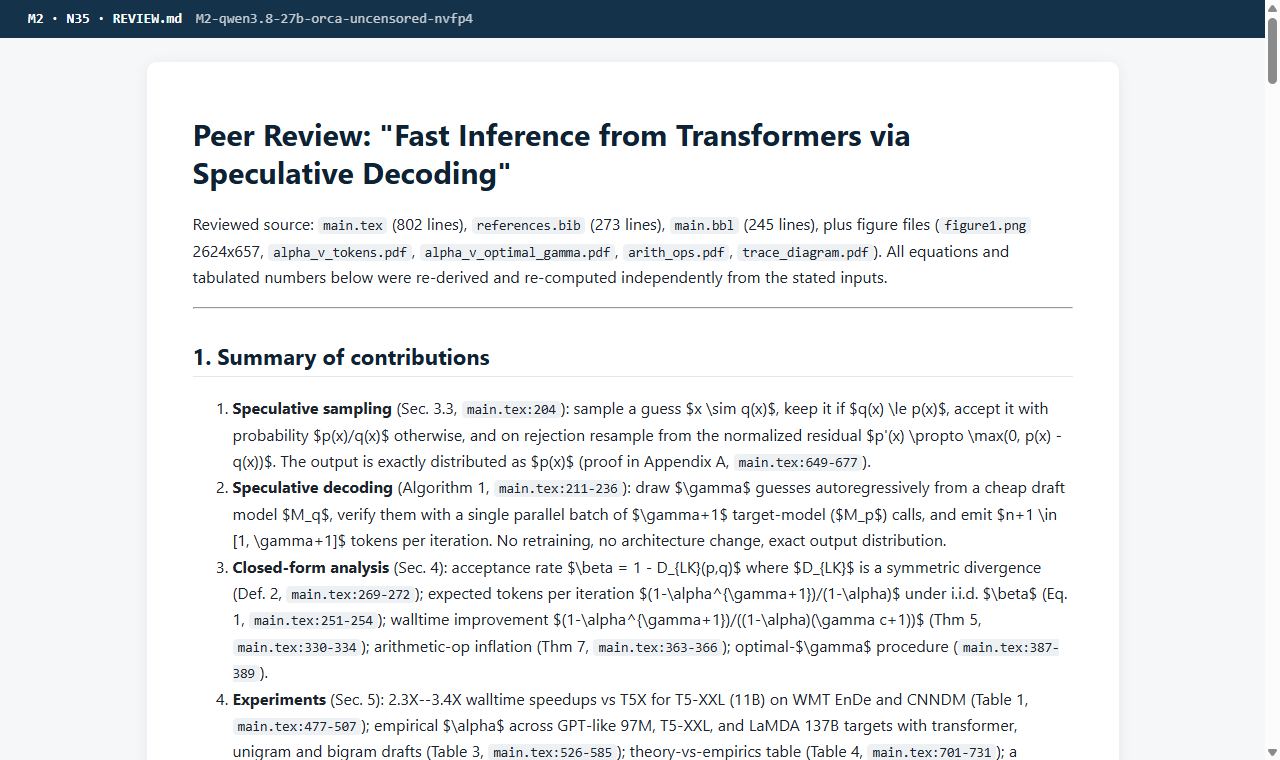 M2 • N35 • REVIEW.md M2-qwen3.8-27b-orca-uncensored-nvfp4
Peer Review: "Fast Inference from Transformers via
Speculative Decoding"
Reviewed source: main.tex (802 lines), references.bib (273 lines), main.bbl (245 lines), plus figure files ( figure1.png
2624x657, alpha_v_tokens.pdf , alpha_v_optimal_gamma.pdf , arith_ops.pdf , trace_diagram.pdf ). All equations and
tabulated numbers below were re-derived and re-computed independently from the stated inputs.
1. Summary of contributions
1. Speculative sampling (Sec. 3.3, main.tex:204 ): sample a guess $x \sim q(x)$, keep it if $q(x) \le p(x)$, accept it with
probability $p(x)/q(x)$ otherwise, and on rejection resample from the normalized residual $p'(x) \propto \max(0, p(x) -
q(x))$. The output is exactly distributed as $p(x)$ (proof in Appendix A, main.tex:649-677 ).
2. Speculative decoding (Algorithm 1, main.tex:211-236 ): draw $\gamma$ guesses autoregressively from a cheap draft
model $M_q$, verify them with a single parallel batch of $\gamma+1$ target-model ($M_p$) calls, and emit $n+1 \in
[1, \gamma+1]$ tokens per iteration. No retraining, no architecture change, exact output distribution.
3. Closed-form analysis (Sec. 4): acceptance rate $\beta = 1 - D_{LK}(p,q)$ where $D_{LK}$ is a symmetric divergence
(Def. 2, main.tex:269-272 ); expected tokens per iteration $(1-\alpha^{\gamma+1})/(1-\alpha)$ under i.i.d. $\beta$ (Eq.
1, main.tex:251-254 ); walltime improvement $(1-\alpha^{\gamma+1})/((1-\alpha)(\gamma c+1))$ (Thm 5,
main.tex:330-334 ); arithmetic-op inflation (Thm 7, main.tex:363-366 ); optimal-$\gamma$ procedure ( main.tex:387-
389 ).
4. Experiments (Sec. 5): 2.3X--3.4X walltime speedups vs T5X for T5-XXL (11B) on WMT EnDe and CNNDM (Table 1,
main.tex:477-507 ); empirical $\alpha$ across GPT-like 97M, T5-XXL, and LaMDA 137B targets with transformer,
unigram and bigram drafts (Table 3, main.tex:526-585 ); theory-vs-empirics table (Table 4, main.tex:701-731 ); a